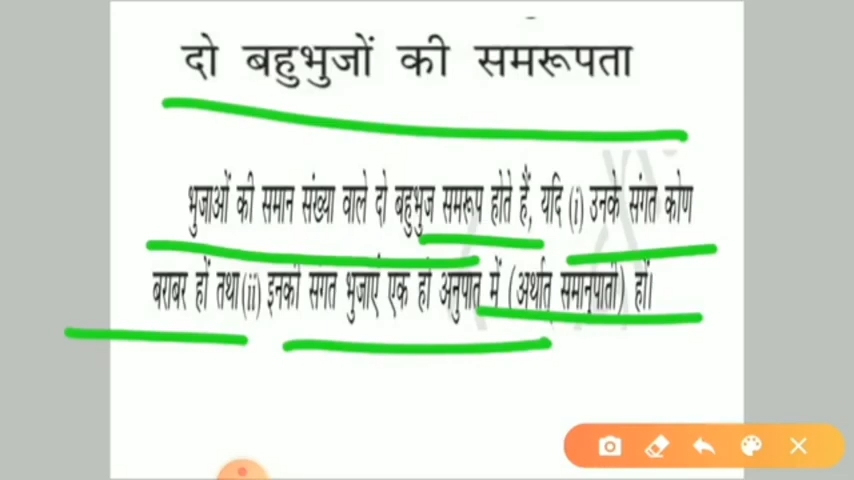 दो बहुभुजों की समरूपता
भुजाओं की समान संख्या वाले दो बहुभुज समरूप होते हैं, यदि (i) उनके संगत कोण
बराबर हों तथा (ii) इनकी संगत भुजाएं एक ही अनुपात में (अर्थात् समानुपाती) हों।